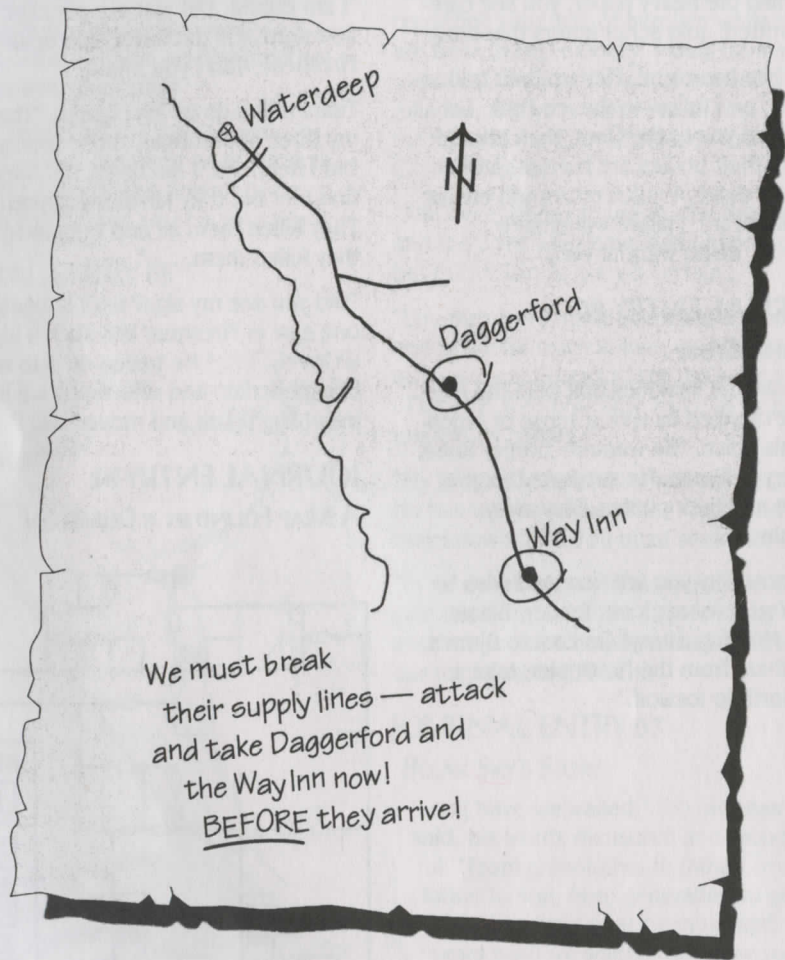 Waterdeep
N
Daggerford
Way Inn
We must break
their supply lines — attack
and take Daggerford and
the Way Inn now!
BEFORE they arrive!